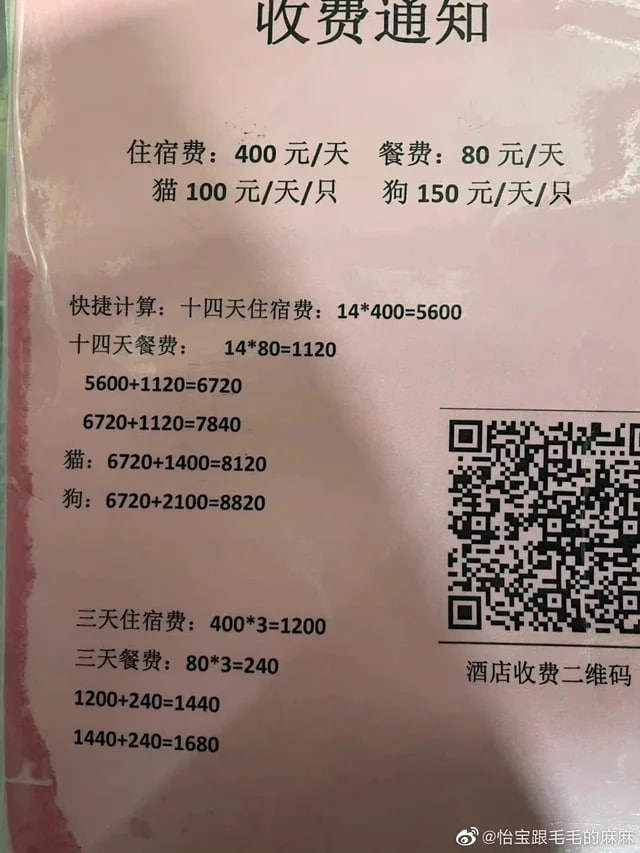 收费通知
住宿费：400 元/天 餐费：80 元/天
猫 100 元/天/只 狗 150 元/天/只
快捷计算：十四天住宿费：14*400=5600
十四天餐费： 14*80=1120
5600+1120=6720
6720+1120=7840
猫：6720+1400=8120
狗：6720+2100=8820
三天住宿费：400*3=1200
三天餐费：80*3=240
1200+240=1440
1440+240=1680
酒店收费二维码
@怡宝跟毛毛的麻麻